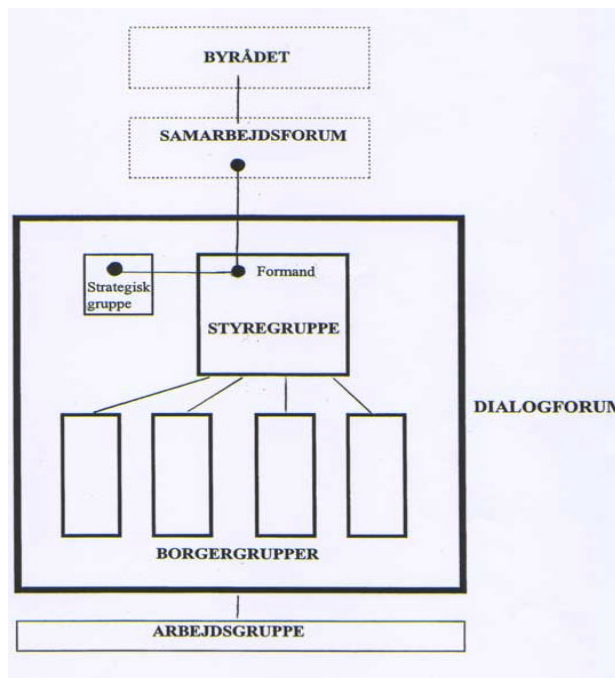 BYRÅDET
SAMARBEJDSFORUM
Formand
Strategisk
gruppe
STYREGRUPPE
DIALOGFORUM
BORGERGRUPPER
ARBEJDSGRUPPE